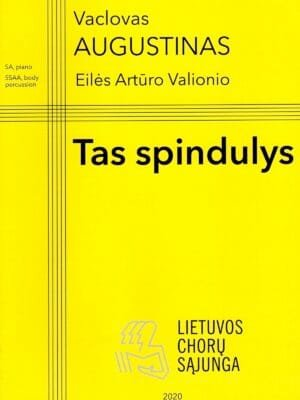 Vaclovas
AUGUSTINAS
SA, piano
SSAA, body
percussion
Eilės Artūro Valionio
Tas spindulys
LIETUVOS
CHORŲ
SĄJUNGA
2020